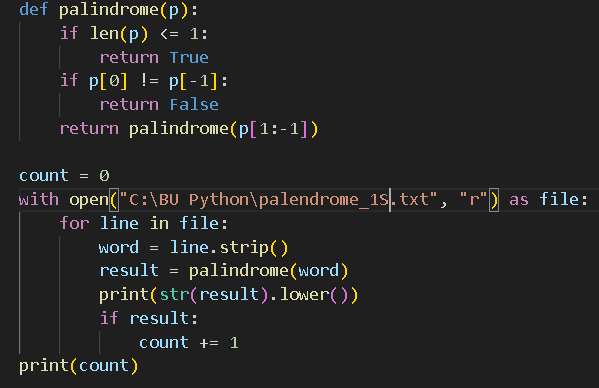 def palindrome(p):
    if len(p) <= 1:
        return True
    if p[0] != p[-1]:
        return False
    return palindrome(p[1:-1])

count = 0
with open("C:\BU Python\palendrome_1S.txt", "r") as file:
    for line in file:
        word = line.strip()
        result = palindrome(word)
        print(str(result).lower())
        if result:
            count += 1
print(count)